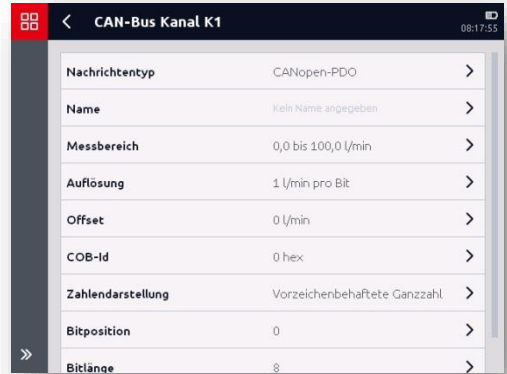 CAN-Bus Kanal K1
08:17:55
Nachrichtentyp CANopen-PDO
Name Kein Name angegeben
Messbereich 0,0 bis 100,0 l/min
Auflösung 1 l/min pro Bit
Offset 0 l/min
COB-Id 0 hex
Zahlendarstellung Vorzeichenbehaftete Ganzzahl
Bitposition 0
Bitlänge 8